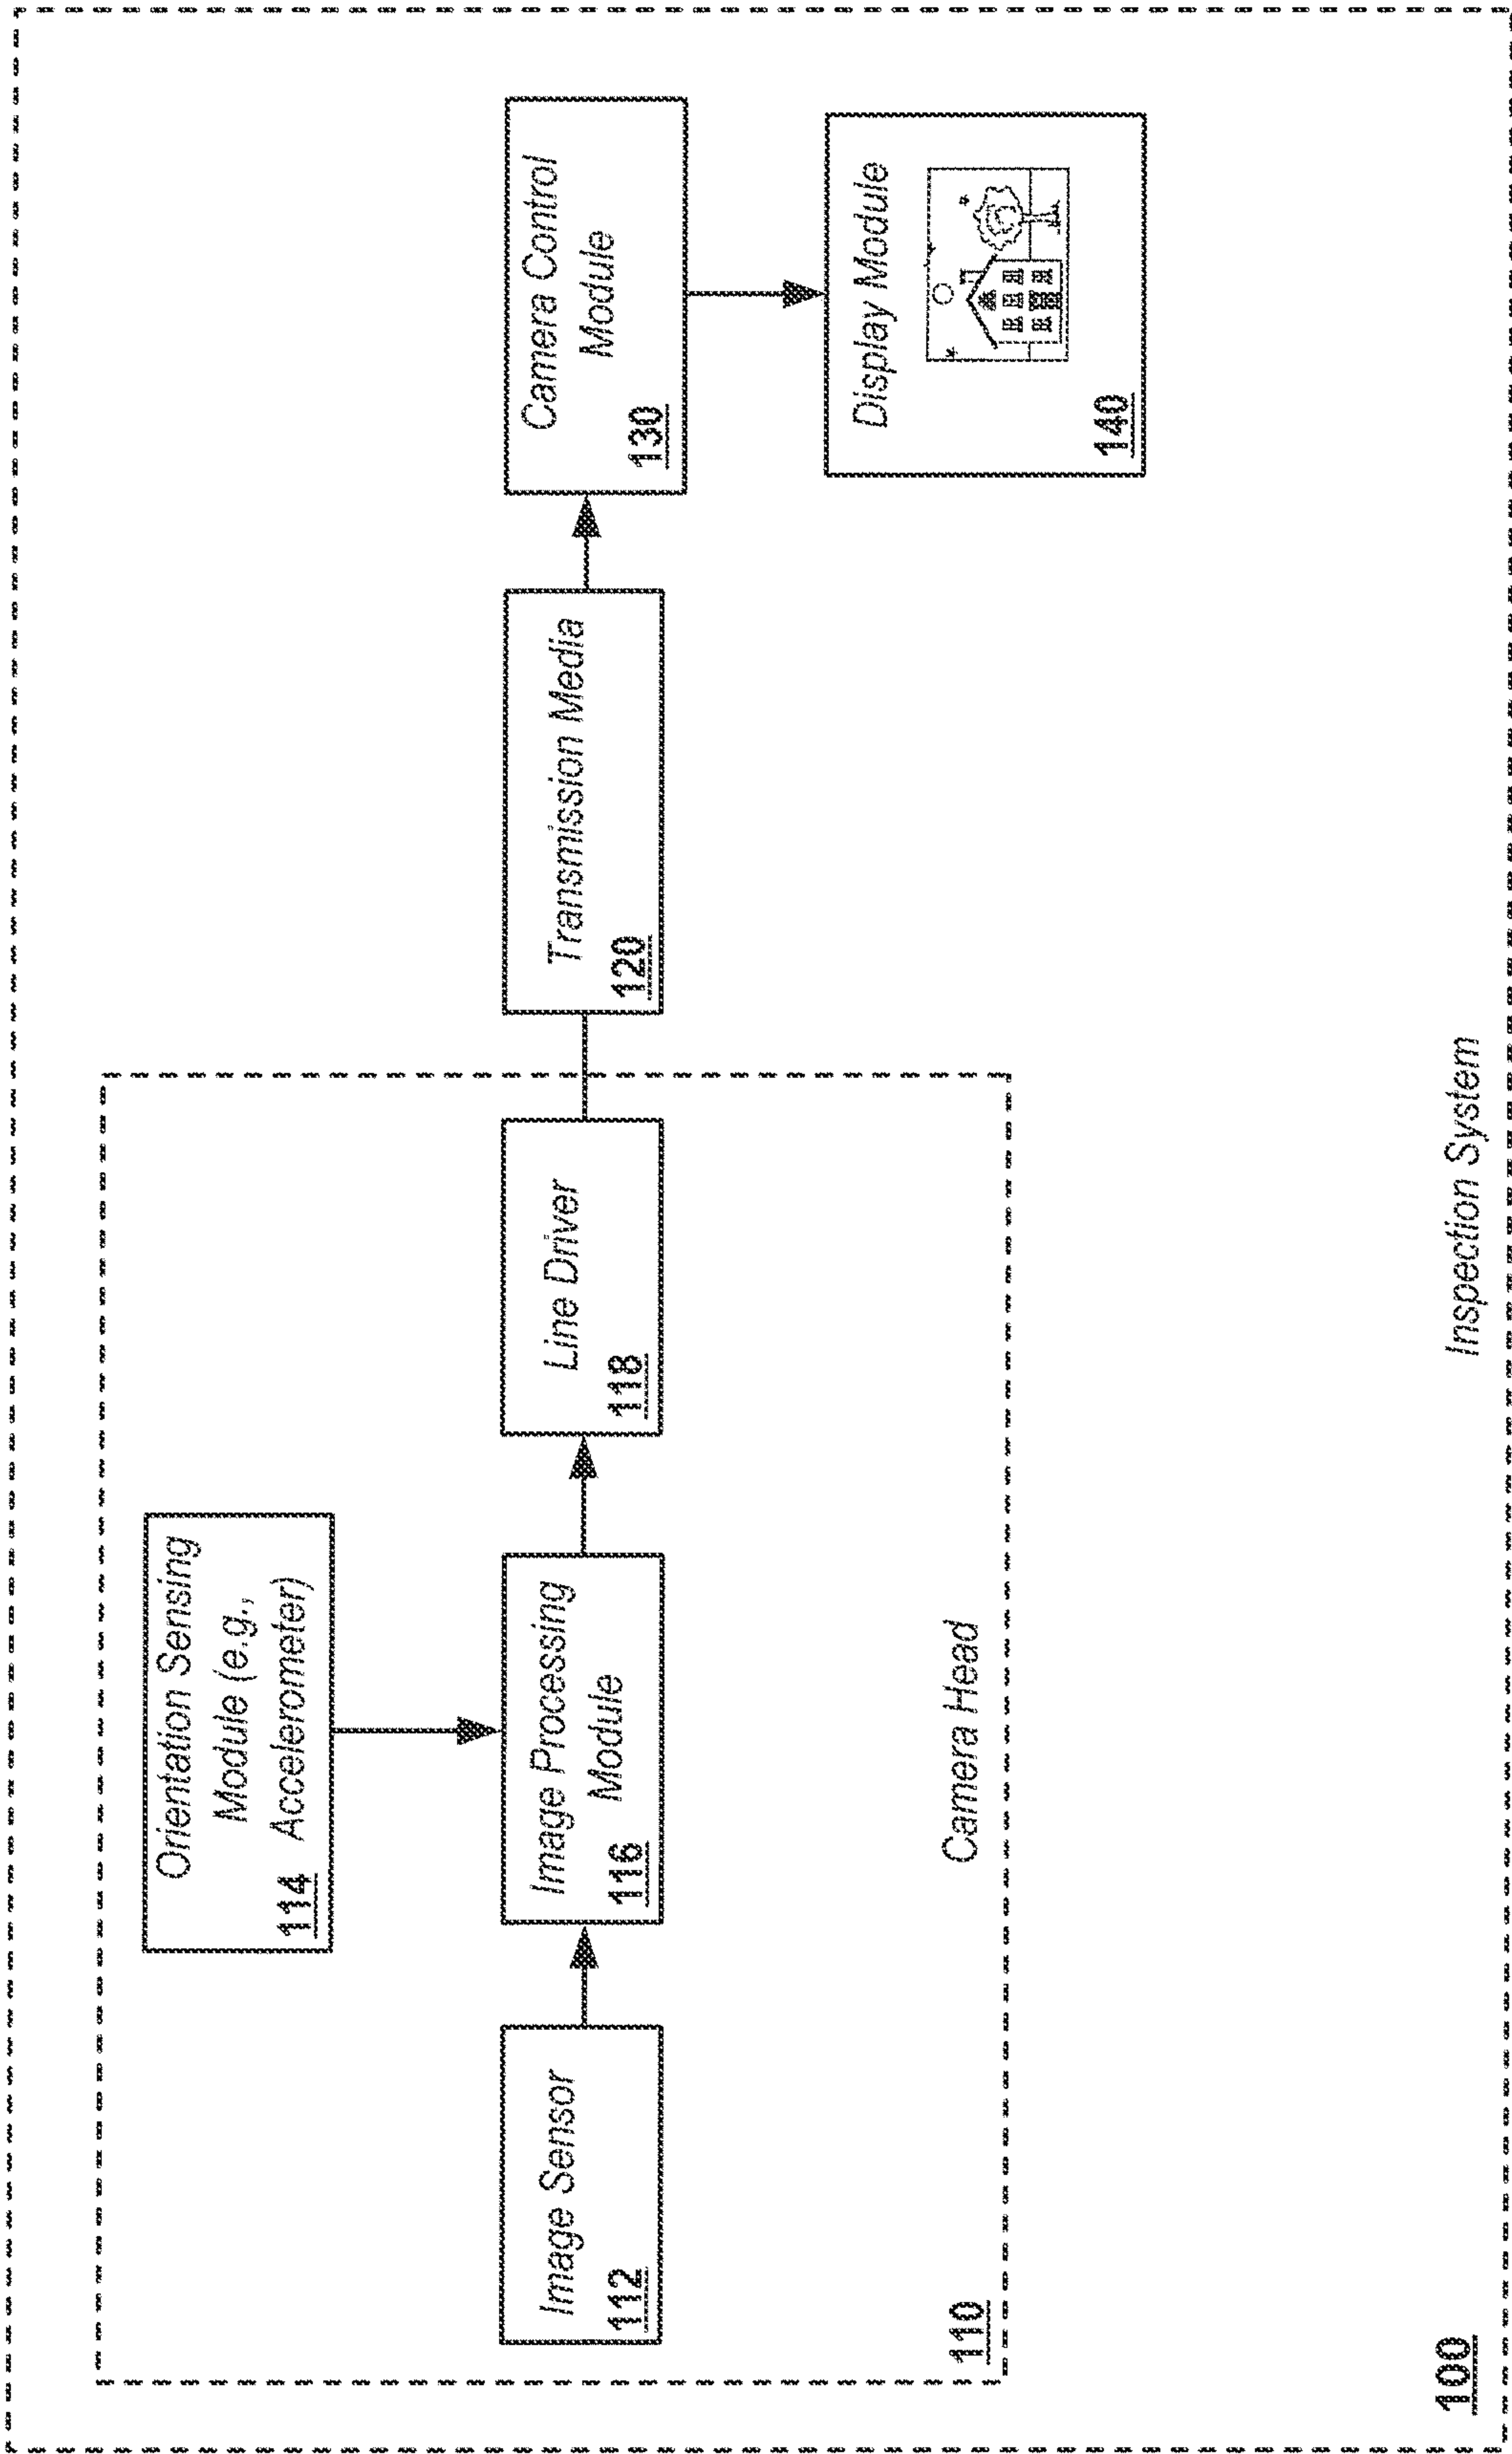 Orientation Sensing
Module (e.g.,
Accelerometer)
114
Image Sensor
112
Image Processing
Module
116
Line Driver
118
Transmission Media
120
Camera Control
Module
130
Display Module
140
Camera Head
110
Inspection System
100